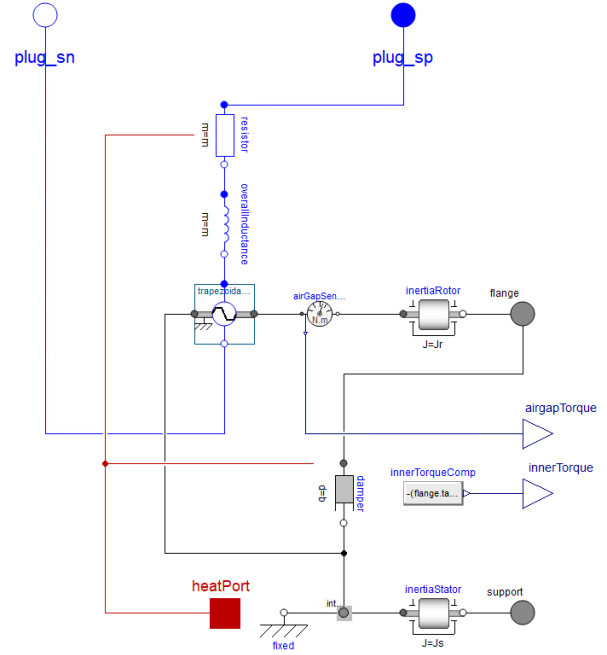 plug_sn
plug_sp
resistor
m=m
overallInductance
m=m
trapezoida...
airGapSen...
N.m
inertiaRotor
J=Jr
flange
airgapTorque
innerTorqueComp
-(flange.ta...
innerTorque
damper
d=b
heatPort
int...
fixed
inertiaStator
J=Js
support